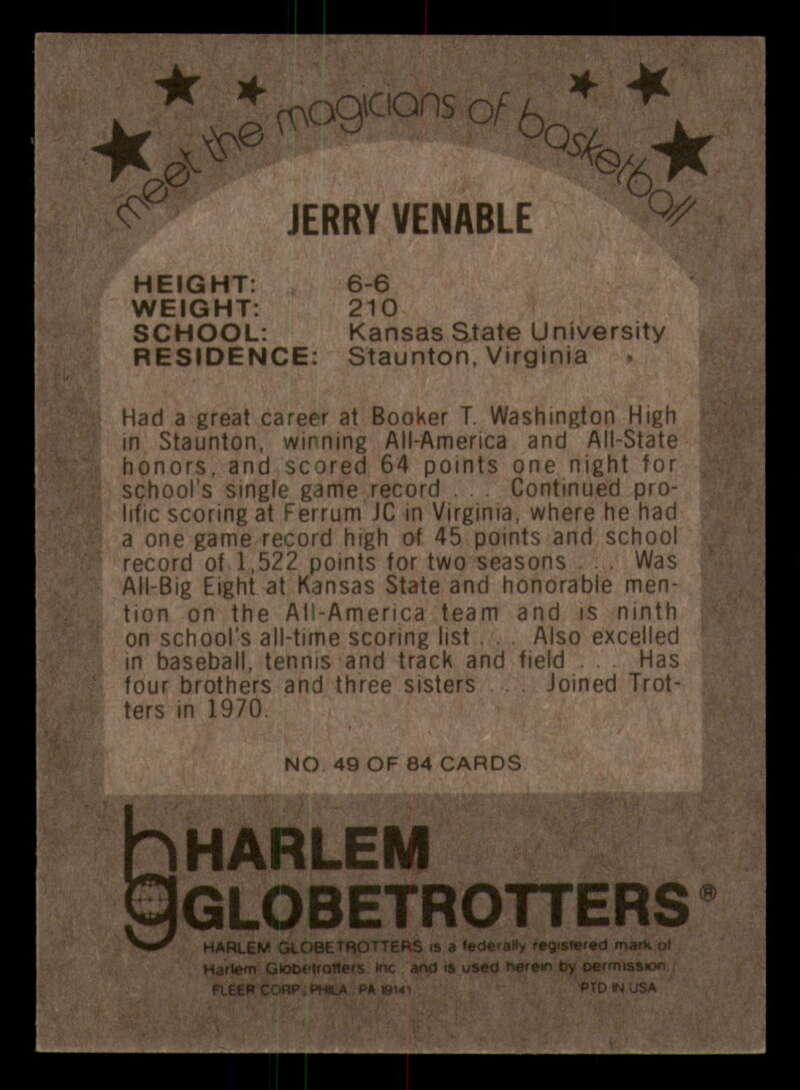 meet the magicians of basketball
JERRY VENABLE
HEIGHT: 6-6
WEIGHT: 210
SCHOOL: Kansas State University
RESIDENCE: Staunton, Virginia
Had a great career at Booker T. Washington High
in Staunton, winning All-America and All-State
honors, and scored 64 points one night for
school's single game record . . . Continued pro-
lific scoring at Ferrum JC in Virginia, where he had
a one game record high of 45 points and school
record of 1,522 points for two seasons . . . Was
All-Big Eight at Kansas State and honorable men-
tion on the All-America team and is ninth
on school's all-time scoring list . . . Also excelled
in baseball, tennis and track and field . . . Has
four brothers and three sisters . . . Joined Trot-
ters in 1970.
NO. 49 OF 84 CARDS
hg HARLEM
GLOBETROTTERS®
HARLEM GLOBETROTTERS is a federally registered mark of
Harlem Globetrotters, Inc. and is used herein by permission.
FLEER CORP., PHILA. PA 19141 PTD IN USA